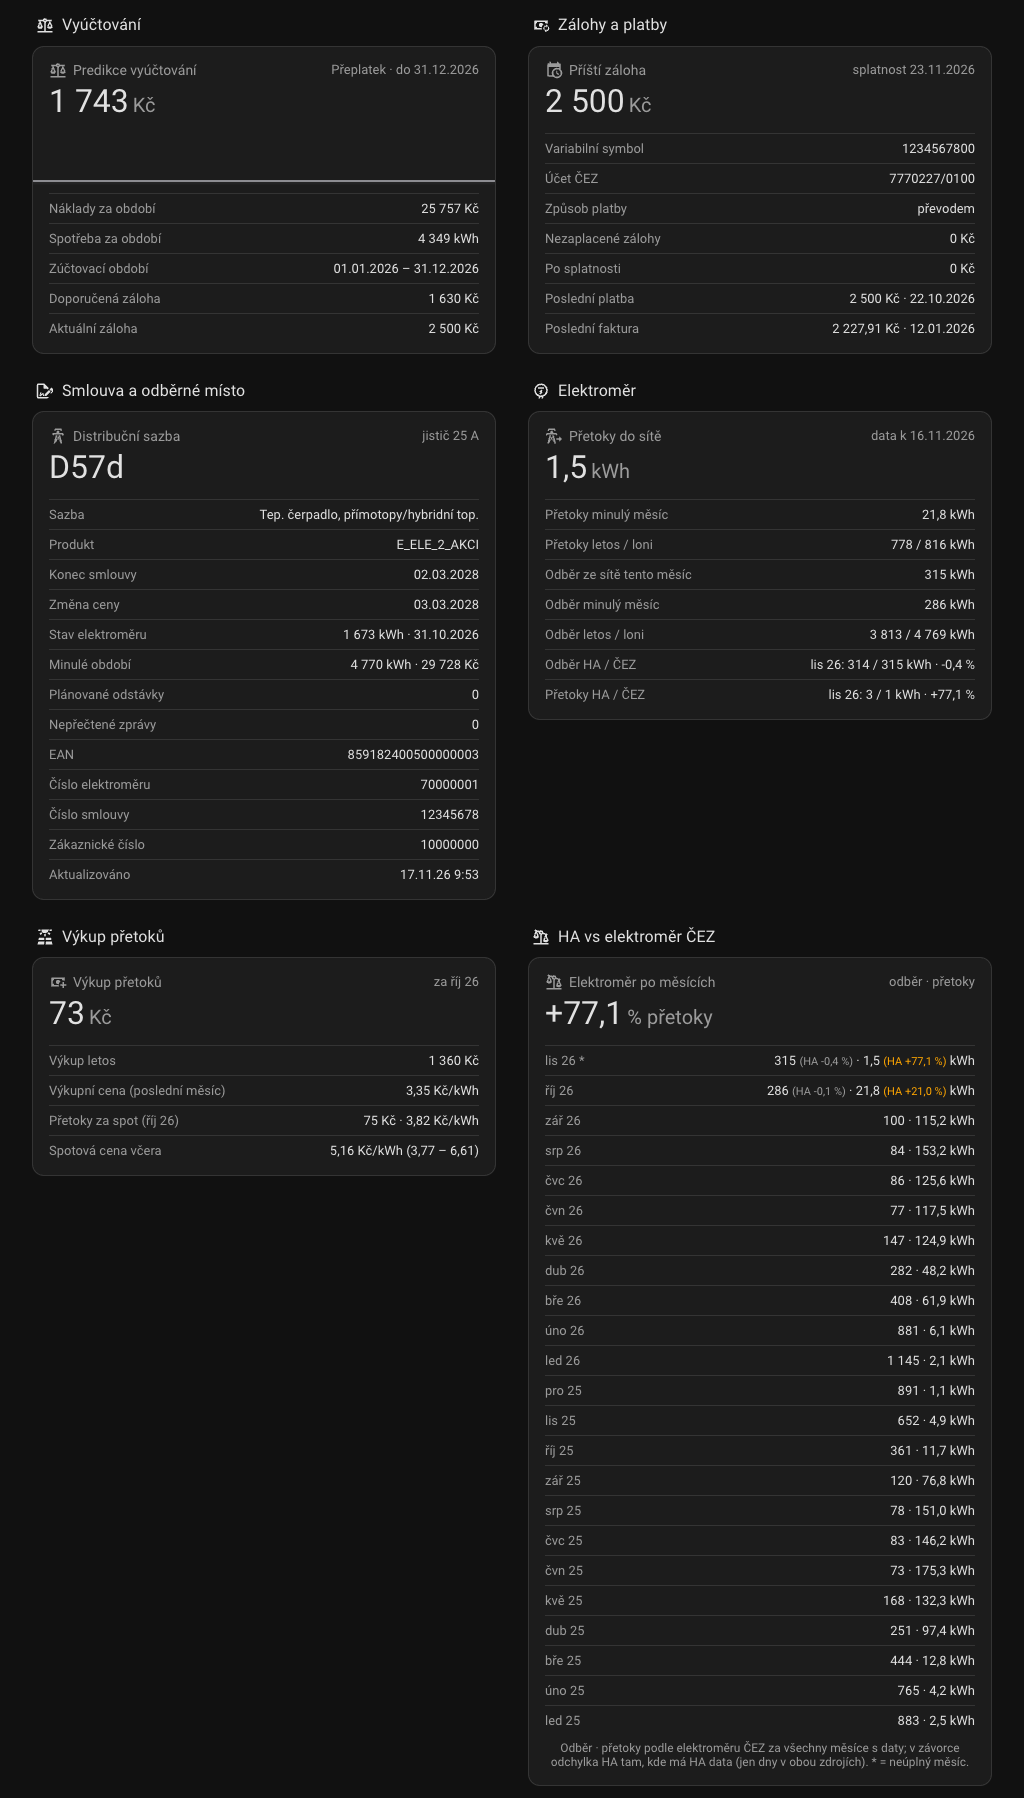 Vyúčtování
Predikce vyúčtování
Přeplatek · do 31.12.2026
1 743 Kč
Náklady za období 25 757 Kč
Spotřeba za období 4 349 kWh
Zúčtovací období 01.01.2026 – 31.12.2026
Doporučená záloha 1 630 Kč
Aktuální záloha 2 500 Kč
Zálohy a platby
Příští záloha
splatnost 23.11.2026
2 500 Kč
Variabilní symbol 1234567800
Účet ČEZ 7770227/0100
Způsob platby převodem
Nezaplacené zálohy 0 Kč
Po splatnosti 0 Kč
Poslední platba 2 500 Kč · 22.10.2026
Poslední faktura 2 227,91 Kč · 12.01.2026
Smlouva a odběrné místo
Distribuční sazba
jistič 25 A
D57d
Sazba Tep. čerpadlo, přímotopy/hybridní top.
Produkt E_ELE_2_AKCI
Konec smlouvy 02.03.2028
Změna ceny 03.03.2028
Stav elektroměru 1 673 kWh · 31.10.2026
Minulé období 4 770 kWh · 29 728 Kč
Plánované odstávky 0
Nepřečtené zprávy 0
EAN 859182400500000003
Číslo elektroměru 70000001
Číslo smlouvy 12345678
Zákaznické číslo 10000000
Aktualizováno 17.11.26 9:53
Elektroměr
Přetoky do sítě
data k 16.11.2026
1,5 kWh
Přetoky minulý měsíc 21,8 kWh
Přetoky letos / loni 778 / 816 kWh
Odběr ze sítě tento měsíc 315 kWh
Odběr minulý měsíc 286 kWh
Odběr letos / loni 3 813 / 4 769 kWh
Odběr HA / ČEZ lis 26: 314 / 315 kWh · -0,4 %
Přetoky HA / ČEZ lis 26: 3 / 1 kWh · +77,1 %
Výkup přetoků
Výkup přetoků
za říj 26
73 Kč
Výkup letos 1 360 Kč
Výkupní cena (poslední měsíc) 3,35 Kč/kWh
Přetoky za spot (říj 26) 75 Kč · 3,82 Kč/kWh
Spotová cena včera 5,16 Kč/kWh (3,77 – 6,61)
HA vs elektroměr ČEZ
Elektroměr po měsících
odběr · přetoky
+77,1 % přetoky
lis 26 * 315 (HA -0,4 %) · 1,5 (HA +77,1 %) kWh
říj 26 286 (HA -0,1 %) · 21,8 (HA +21,0 %) kWh
zář 26 100 · 115,2 kWh
srp 26 84 · 153,2 kWh
čvc 26 86 · 125,6 kWh
čvn 26 77 · 117,5 kWh
kvě 26 147 · 124,9 kWh
dub 26 282 · 48,2 kWh
bře 26 408 · 61,9 kWh
úno 26 881 · 6,1 kWh
led 26 1 145 · 2,1 kWh
pro 25 891 · 1,1 kWh
lis 25 652 · 4,9 kWh
říj 25 361 · 11,7 kWh
zář 25 120 · 76,8 kWh
srp 25 78 · 151,0 kWh
čvc 25 83 · 146,2 kWh
čvn 25 73 · 175,3 kWh
kvě 25 168 · 132,3 kWh
dub 25 251 · 97,4 kWh
bře 25 444 · 12,8 kWh
úno 25 765 · 4,2 kWh
led 25 883 · 2,5 kWh
Odběr · přetoky podle elektroměru ČEZ za všechny měsíce s daty; v závorce
odchylka HA tam, kde má HA data (jen dny v obou zdrojích). * = neúplný měsíc.